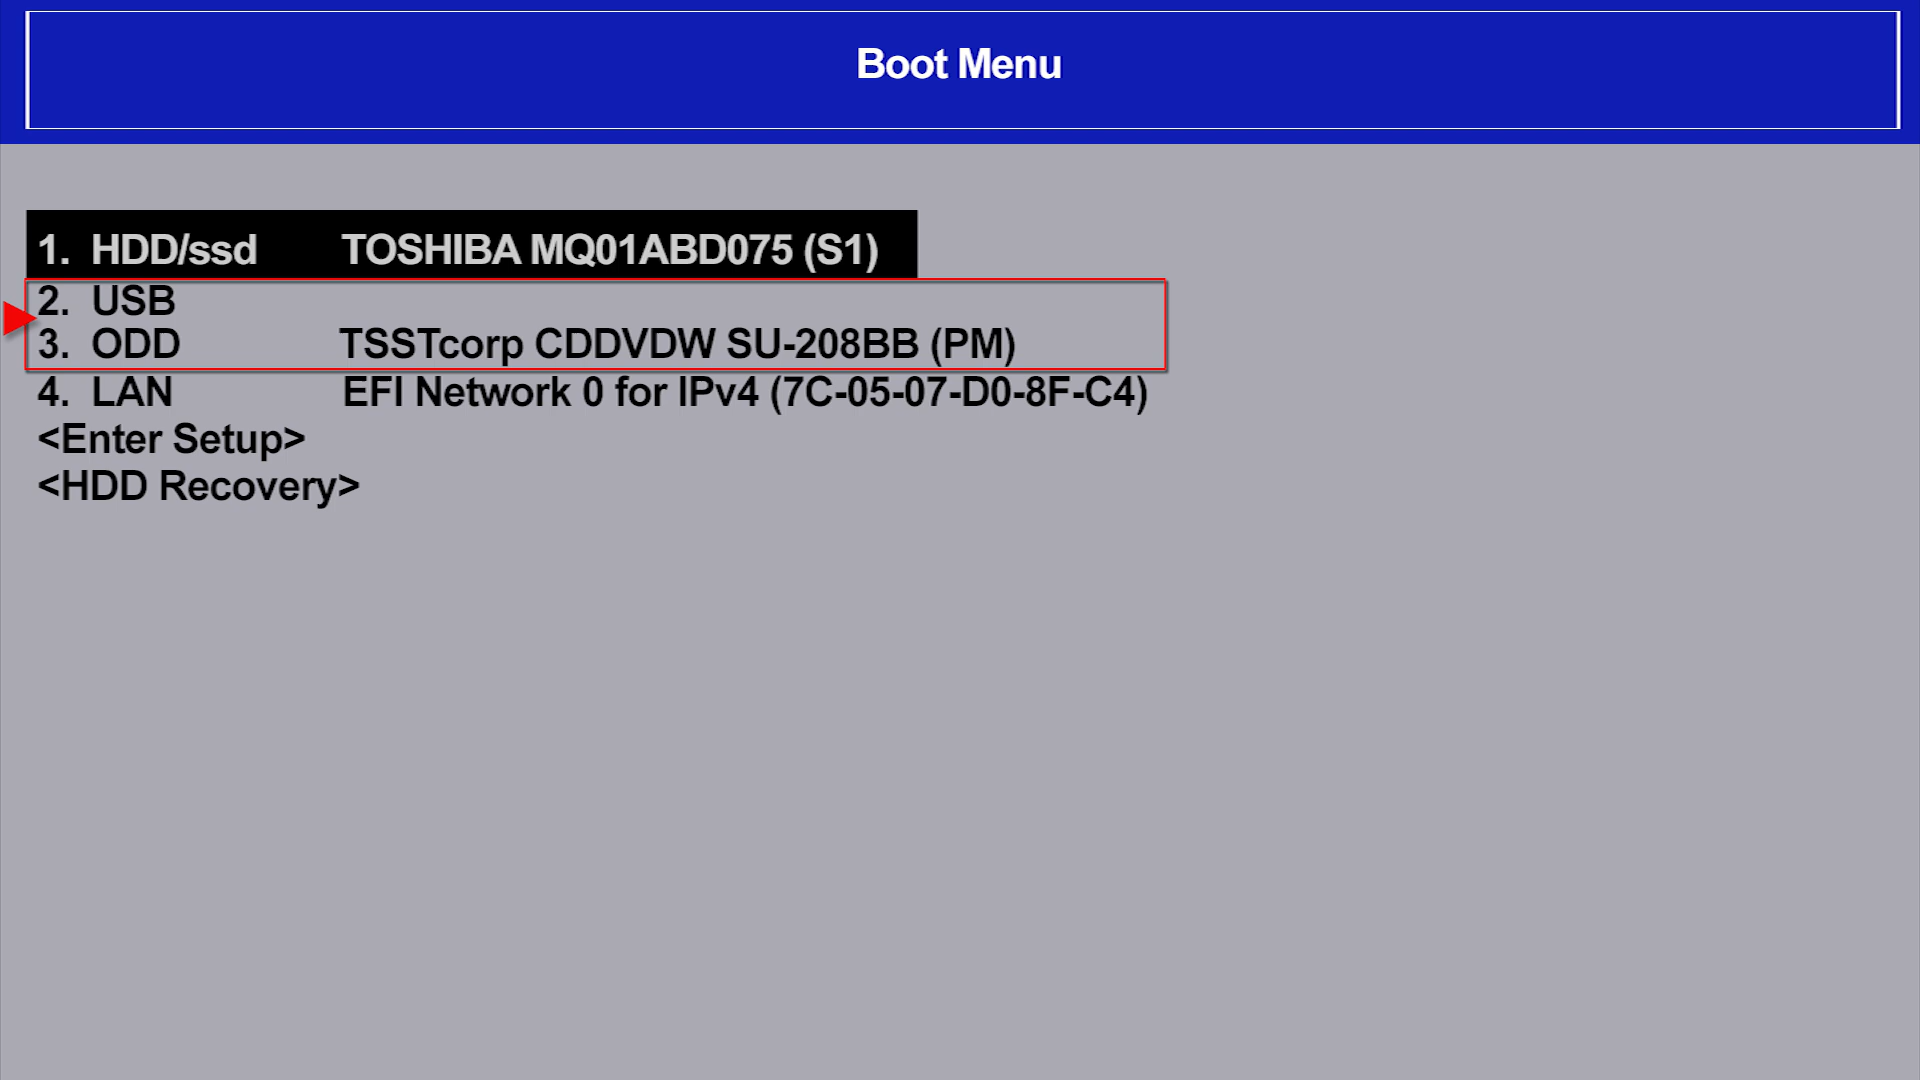 Boot Menu
1. HDD/ssd TOSHIBA MQ01ABD075 (S1)
2. USB
3. ODD TSSTcorp CDDVDW SU-208BB (PM)
4. LAN EFI Network 0 for IPv4 (7C-05-07-D0-8F-C4)
<Enter Setup>
<HDD Recovery>